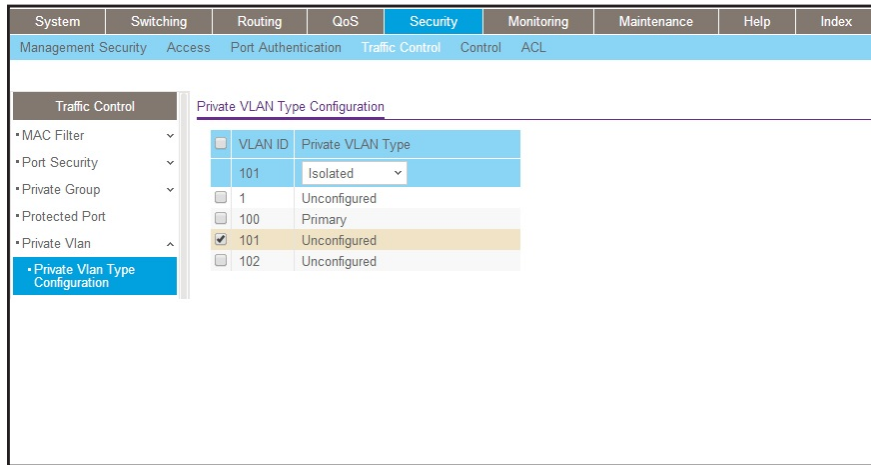 System Switching Routing QoS Security Monitoring Maintenance Help Index
Management Security Access Port Authentication Traffic Control Control ACL
Traffic Control
MAC Filter
Port Security
Private Group
Protected Port
Private Vlan
Private Vlan Type
Configuration
Private VLAN Type Configuration
VLAN ID Private VLAN Type
101 Isolated
1 Unconfigured
100 Primary
101 Unconfigured
102 Unconfigured